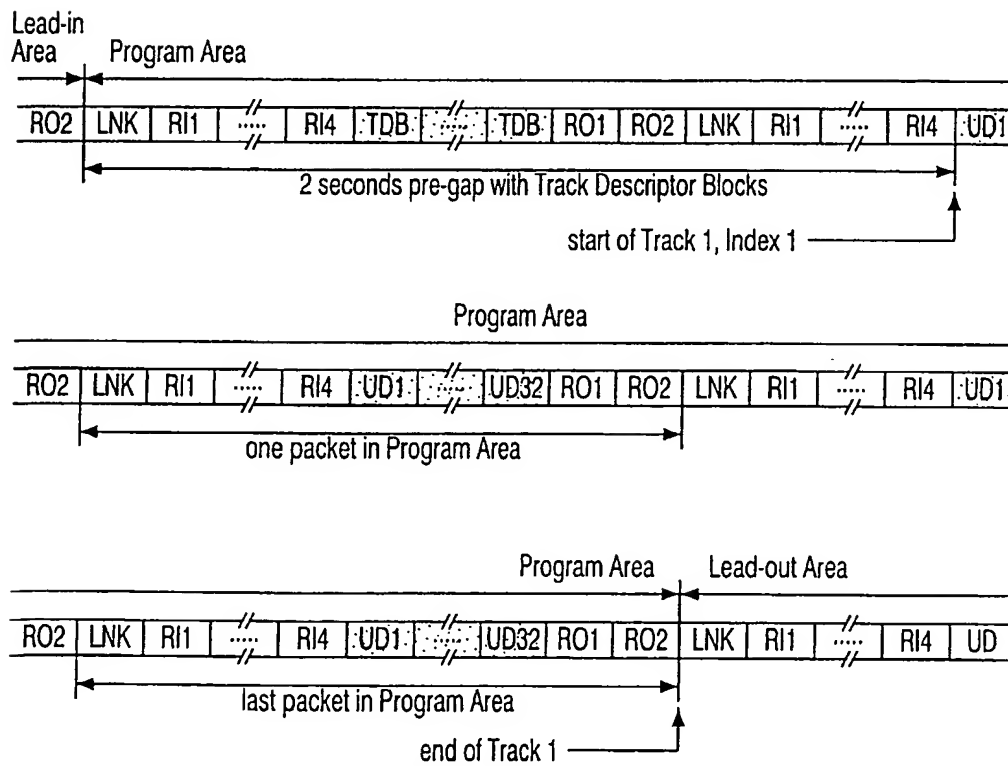 Lead-in
Area
Program Area
RO2 LNK RI1 ..... RI4 TDB ..... TDB RO1 RO2 LNK RI1 ..... RI4 UD1
2 seconds pre-gap with Track Descriptor Blocks
start of Track 1, Index 1
Program Area
RO2 LNK RI1 ..... RI4 UD1 ..... UD32 RO1 RO2 LNK RI1 ..... RI4 UD1
one packet in Program Area
Program Area Lead-out Area
RO2 LNK RI1 ..... RI4 UD1 ..... UD32 RO1 RO2 LNK RI1 ..... RI4 UD
last packet in Program Area
end of Track 1